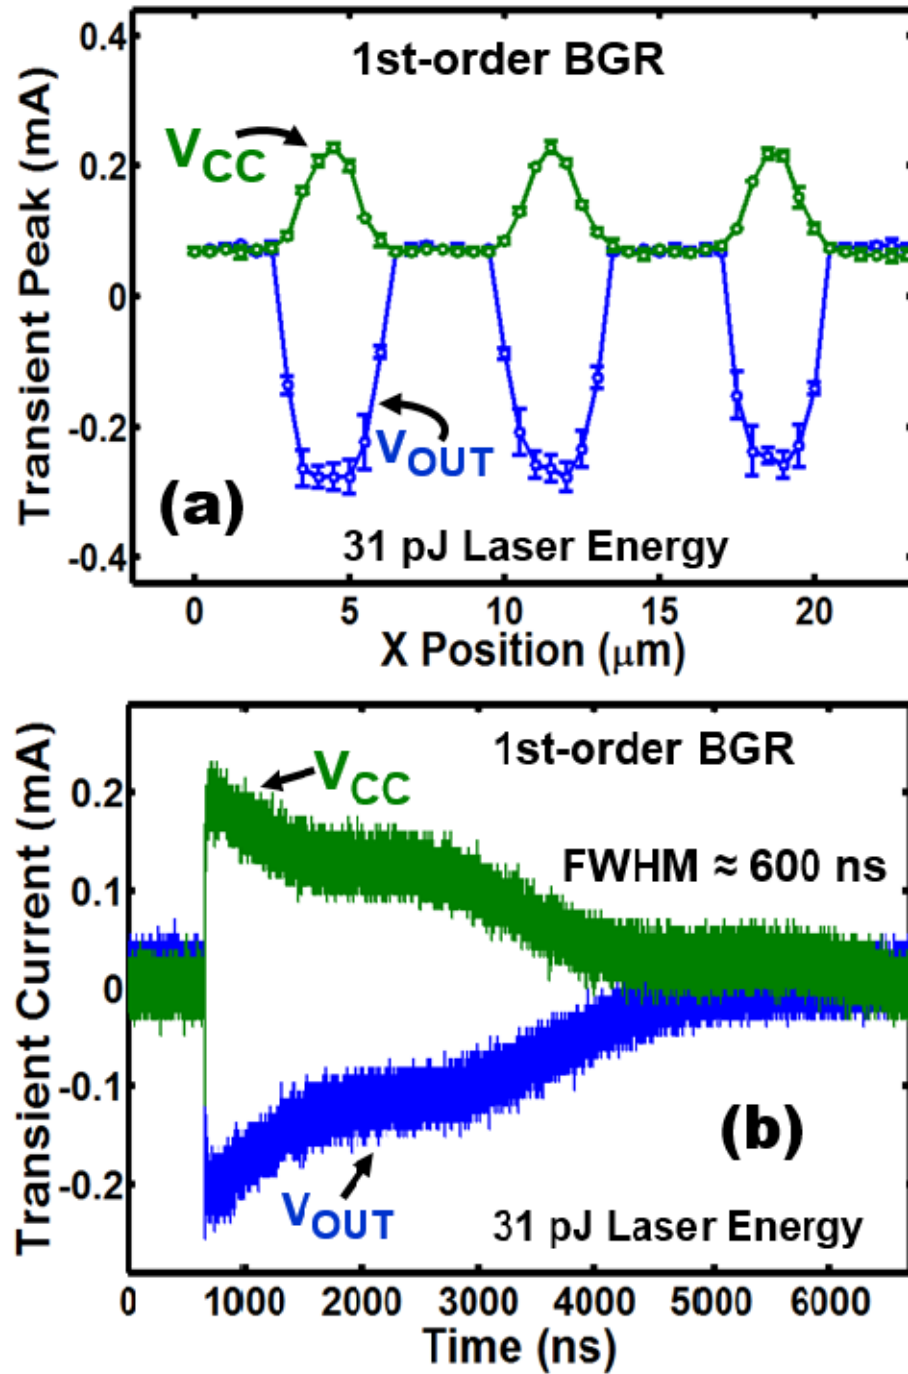 0.4
1st-order BGR
VCC
0.2
Transient Peak (mA)
0
-0.2
VOUT
(a)
31 pJ Laser Energy
-0.4
0 5 10 15 20
X Position (μm)
1st-order BGR
VCC
0.2
FWHM ≈ 600 ns
0.1
Transient Current (mA)
0
-0.1
(b)
-0.2
VOUT
31 pJ Laser Energy
0 1000 2000 3000 4000 5000 6000
Time (ns)